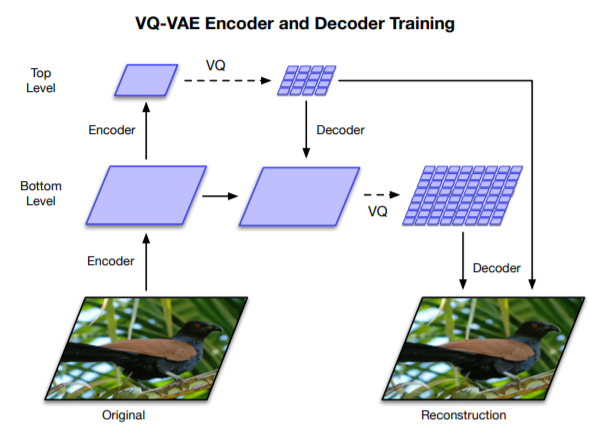 VQ-VAE Encoder and Decoder Training
Top
Level
VQ
Encoder
Decoder
Bottom
Level
VQ
Encoder
Decoder
Original
Reconstruction